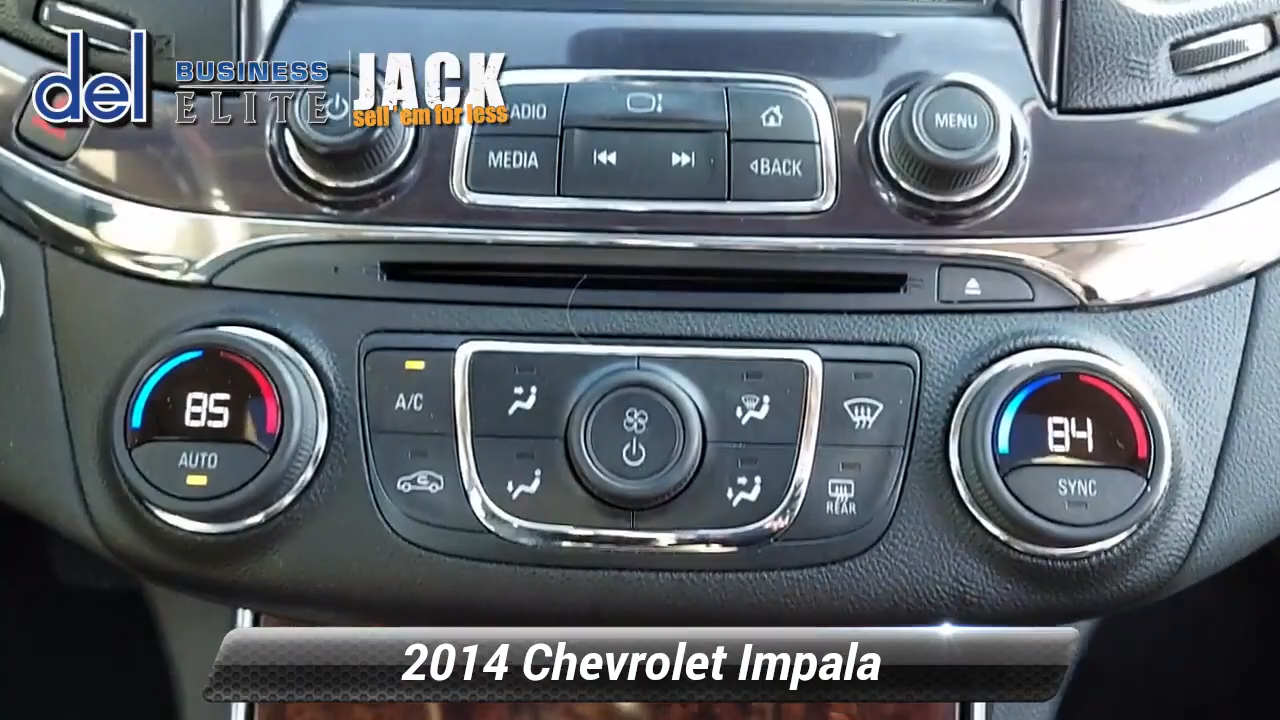 del BUSINESS ELITE JACK
sell 'em for less
ADIO
MENU
MEDIA
BACK
85
A/C
84
AUTO
SYNC
REAR
2014 Chevrolet Impala